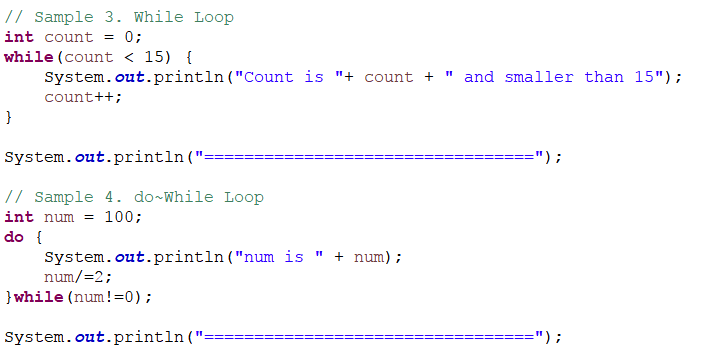 // Sample 3. While Loop
int count = 0;
while(count < 15) {
    System.out.println("Count is "+ count + " and smaller than 15");
    count++;
}
System.out.println("=================================");
// Sample 4. do~While Loop
int num = 100;
do {
    System.out.println("num is " + num);
    num/=2;
}while(num!=0);
System.out.println("=================================");